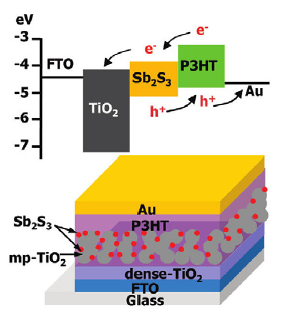 eV
-3
-4
-5
-6
-7
FTO
TiO₂
e⁻
Sb₂S₃
e⁻
P3HT
h⁺
h⁺
Au
Au
P3HT
Sb₂S₃
mp-TiO₂
dense-TiO₂
FTO
Glass